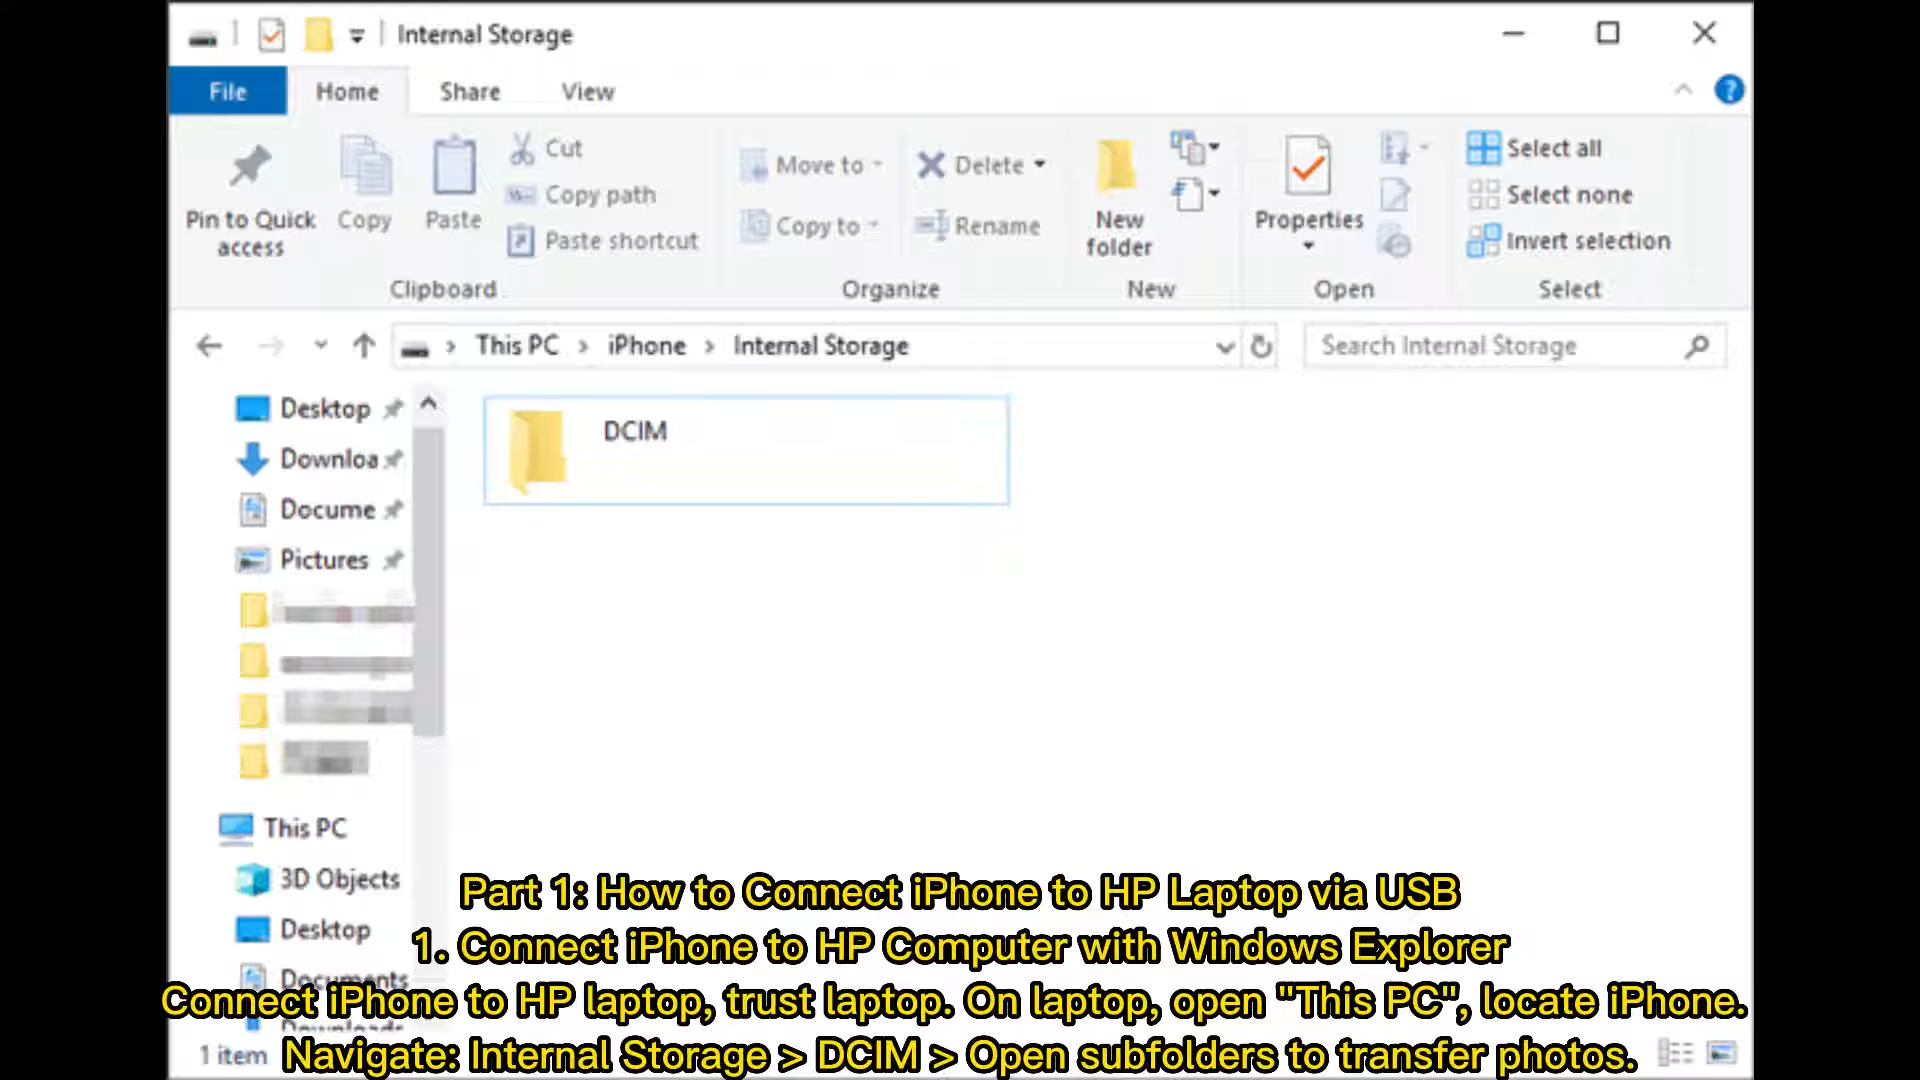 Internal Storage
File Home Share View
Pin to Quick access
Copy
Paste
Cut
Copy path
Paste shortcut
Clipboard
Move to
Copy to
Delete
Rename
Organize
New folder
New
Properties
Open
Select all
Select none
Invert selection
Select
This PC > iPhone > Internal Storage
Search Internal Storage
Desktop
Downloa
Docume
Pictures
DCIM
This PC
3D Objects
Desktop
Documents
Downloads
1 item
Part 1: How to Connect iPhone to HP Laptop via USB
1. Connect iPhone to HP Computer with Windows Explorer
Connect iPhone to HP laptop, trust laptop. On laptop, open "This PC", locate iPhone.
Navigate: Internal Storage > DCIM > Open subfolders to transfer photos.